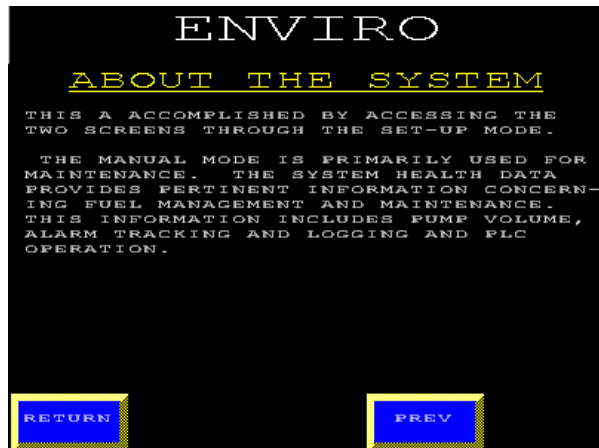 ENVIRO
ABOUT THE SYSTEM
THIS A ACCOMPLISHED BY ACCESSING THE
TWO SCREENS THROUGH THE SET-UP MODE.
THE MANUAL MODE IS PRIMARILY USED FOR
MAINTENANCE. THE SYSTEM HEALTH DATA
PROVIDES PERTINENT INFORMATION CONCERN-
ING FUEL MANAGEMENT AND MAINTENANCE.
THIS INFORMATION INCLUDES PUMP VOLUME,
ALARM TRACKING AND LOGGING AND PLC
OPERATION.
RETURN
PREV